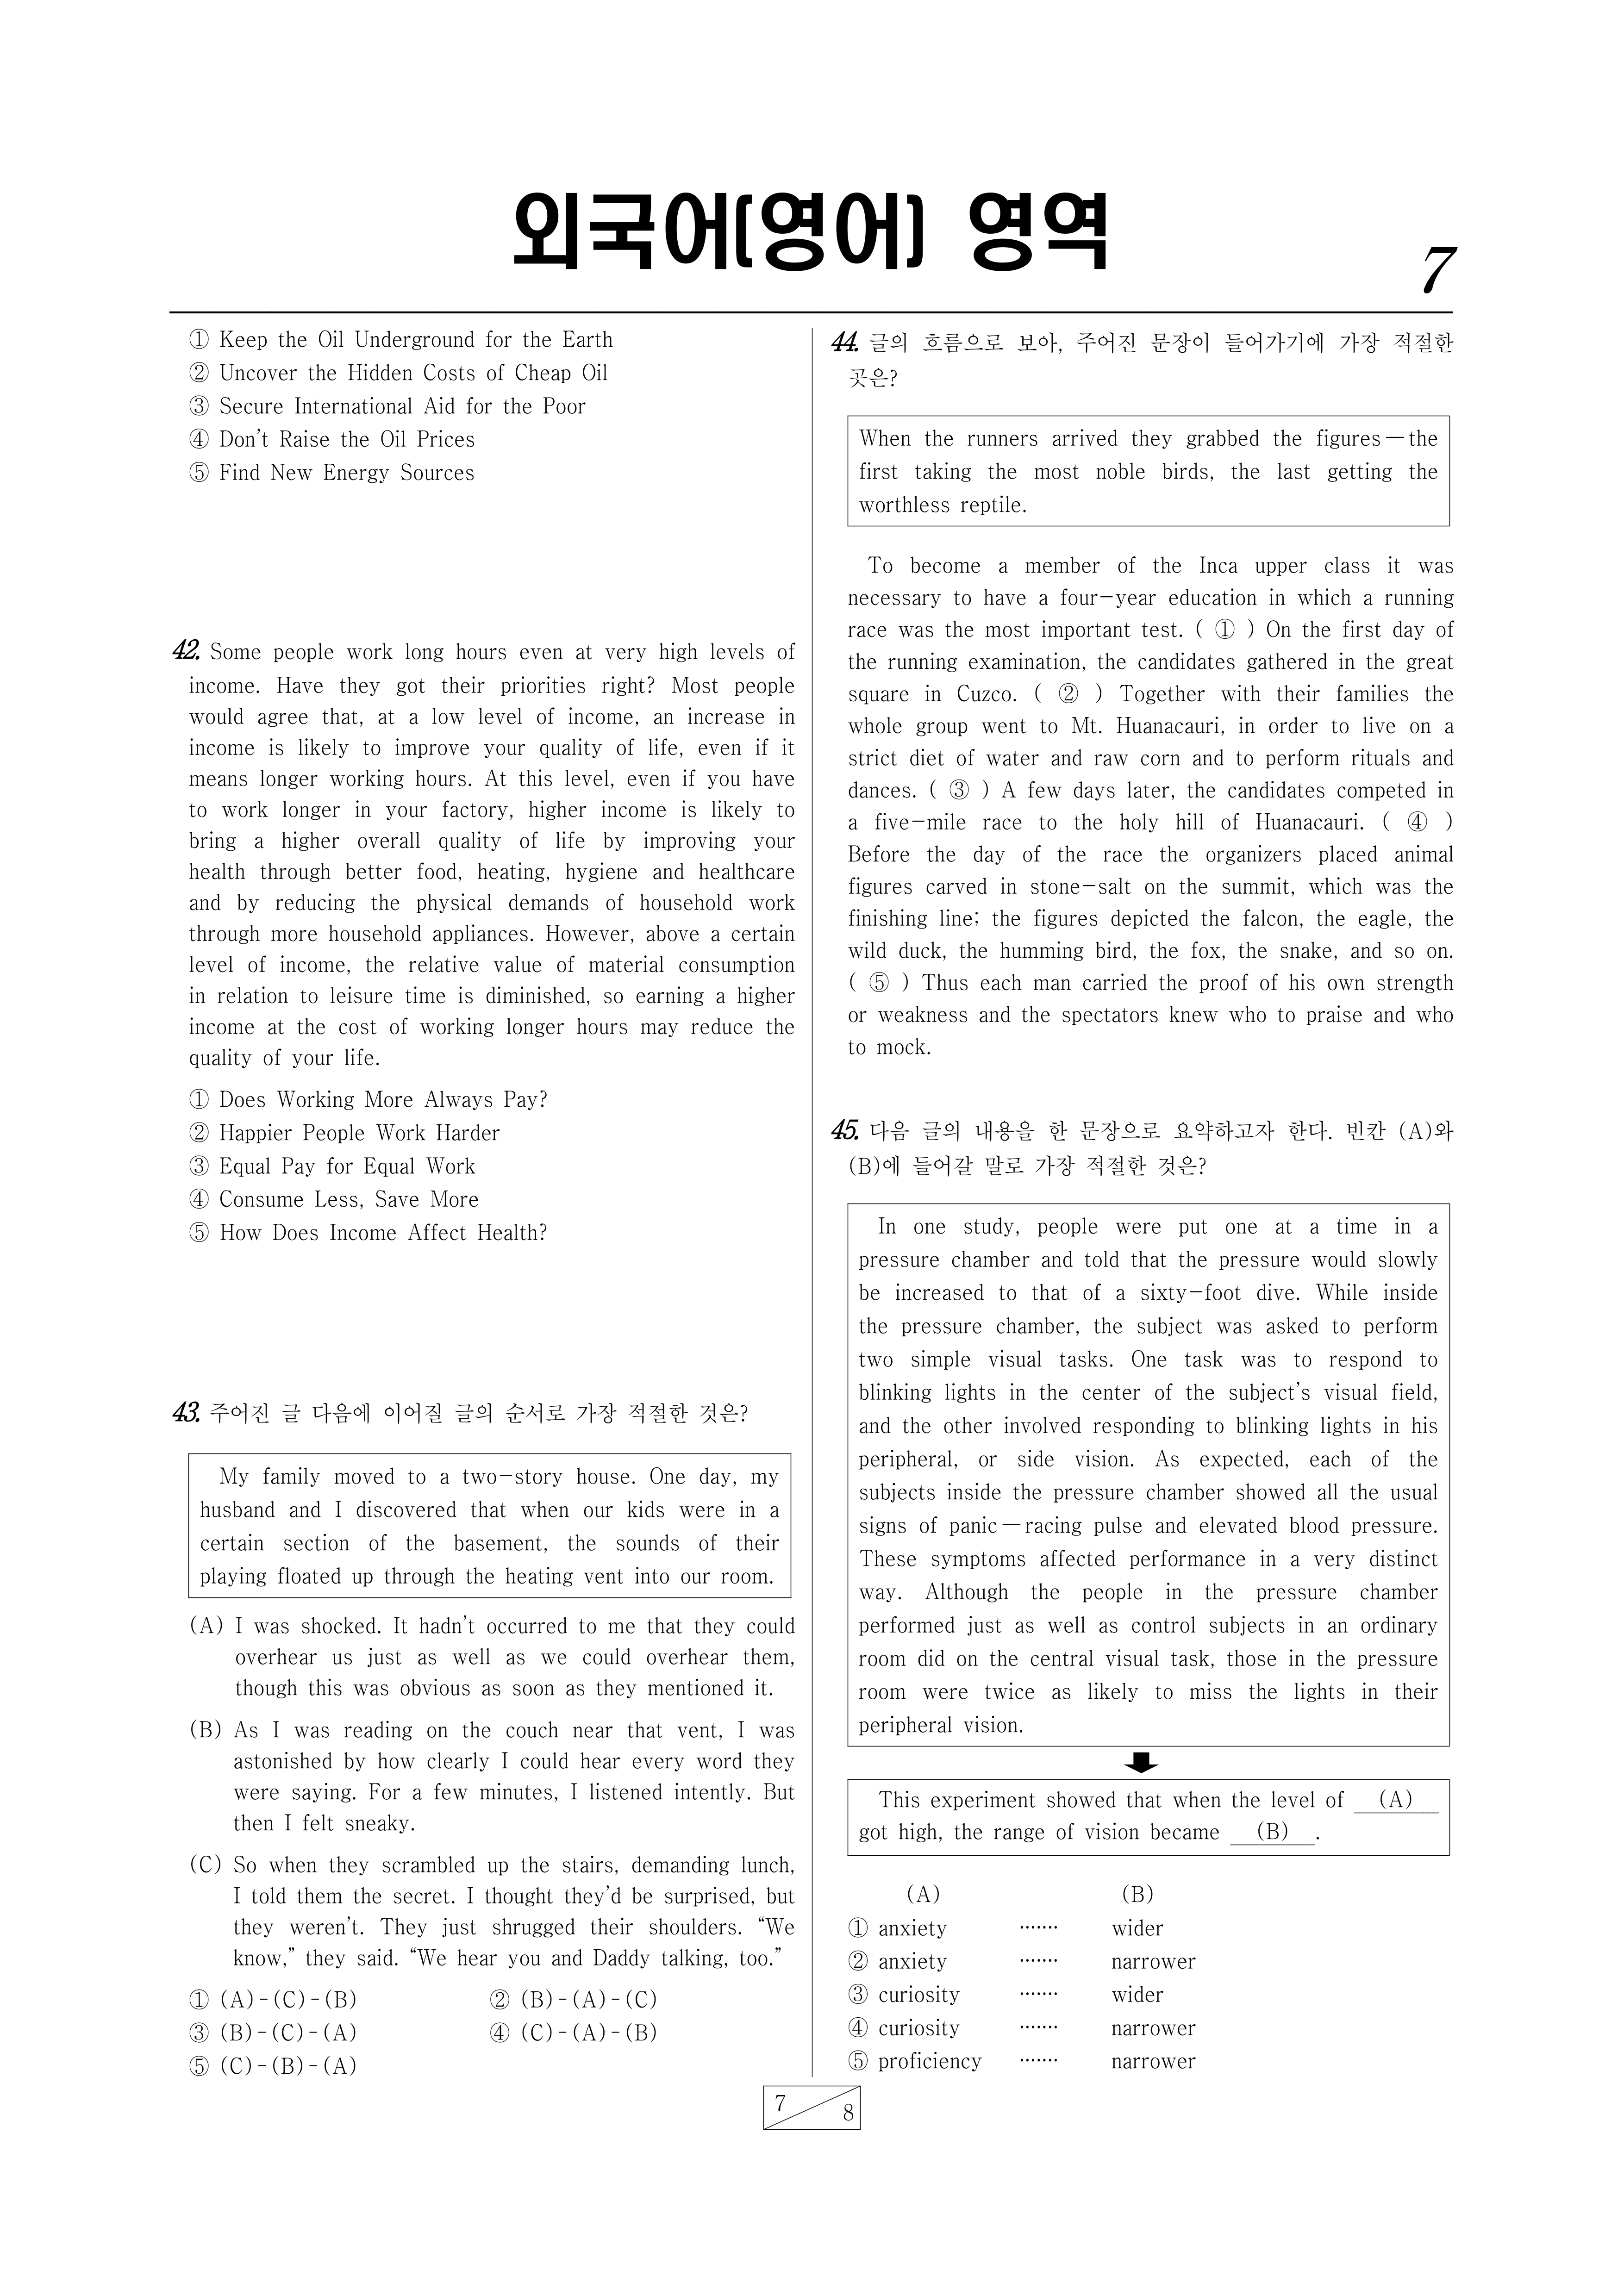 외국어(영어) 영역
7
① Keep the Oil Underground for the Earth
② Uncover the Hidden Costs of Cheap Oil
③ Secure International Aid for the Poor
④ Don't Raise the Oil Prices
⑤ Find New Energy Sources
42. Some people work long hours even at very high levels of
income. Have they got their priorities right? Most people
would agree that, at a low level of income, an increase in
income is likely to improve your quality of life, even if it
means longer working hours. At this level, even if you have
to work longer in your factory, higher income is likely to
bring a higher overall quality of life by improving your
health through better food, heating, hygiene and healthcare
and by reducing the physical demands of household work
through more household appliances. However, above a certain
level of income, the relative value of material consumption
in relation to leisure time is diminished, so earning a higher
income at the cost of working longer hours may reduce the
quality of your life.
① Does Working More Always Pay?
② Happier People Work Harder
③ Equal Pay for Equal Work
④ Consume Less, Save More
⑤ How Does Income Affect Health?
43. 주어진 글 다음에 이어질 글의 순서로 가장 적절한 것은?
My family moved to a two-story house. One day, my
husband and I discovered that when our kids were in a
certain section of the basement, the sounds of their
playing floated up through the heating vent into our room.
(A) I was shocked. It hadn't occurred to me that they could
overhear us just as well as we could overhear them,
though this was obvious as soon as they mentioned it.
(B) As I was reading on the couch near that vent, I was
astonished by how clearly I could hear every word they
were saying. For a few minutes, I listened intently. But
then I felt sneaky.
(C) So when they scrambled up the stairs, demanding lunch,
I told them the secret. I thought they'd be surprised, but
they weren't. They just shrugged their shoulders. “We
know,” they said. “We hear you and Daddy talking, too.”
① (A)-(C)-(B) ② (B)-(A)-(C)
③ (B)-(C)-(A) ④ (C)-(A)-(B)
⑤ (C)-(B)-(A)
44. 글의 흐름으로 보아, 주어진 문장이 들어가기에 가장 적절한
곳은?
When the runners arrived they grabbed the figures—the
first taking the most noble birds, the last getting the
worthless reptile.
To become a member of the Inca upper class it was
necessary to have a four-year education in which a running
race was the most important test. ( ① ) On the first day of
the running examination, the candidates gathered in the great
square in Cuzco. ( ② ) Together with their families the
whole group went to Mt. Huanacauri, in order to live on a
strict diet of water and raw corn and to perform rituals and
dances. ( ③ ) A few days later, the candidates competed in
a five-mile race to the holy hill of Huanacauri. ( ④ )
Before the day of the race the organizers placed animal
figures carved in stone-salt on the summit, which was the
finishing line; the figures depicted the falcon, the eagle, the
wild duck, the humming bird, the fox, the snake, and so on.
( ⑤ ) Thus each man carried the proof of his own strength
or weakness and the spectators knew who to praise and who
to mock.
45. 다음 글의 내용을 한 문장으로 요약하고자 한다. 빈칸 (A)와
(B)에 들어갈 말로 가장 적절한 것은?
In one study, people were put one at a time in a
pressure chamber and told that the pressure would slowly
be increased to that of a sixty-foot dive. While inside
the pressure chamber, the subject was asked to perform
two simple visual tasks. One task was to respond to
blinking lights in the center of the subject's visual field,
and the other involved responding to blinking lights in his
peripheral, or side vision. As expected, each of the
subjects inside the pressure chamber showed all the usual
signs of panic—racing pulse and elevated blood pressure.
These symptoms affected performance in a very distinct
way. Although the people in the pressure chamber
performed just as well as control subjects in an ordinary
room did on the central visual task, those in the pressure
room were twice as likely to miss the lights in their
peripheral vision.
This experiment showed that when the level of (A)
got high, the range of vision became (B) .
(A) (B)
① anxiety ……· wider
② anxiety ……· narrower
③ curiosity ……· wider
④ curiosity ……· narrower
⑤ proficiency ……· narrower
7
8